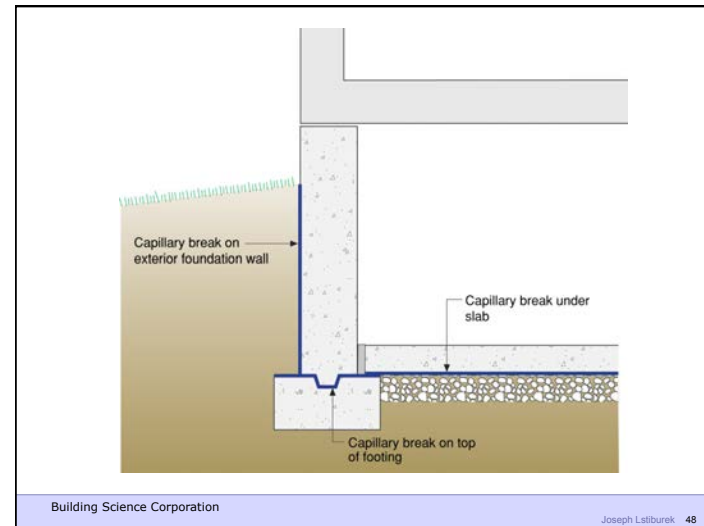 Capillary break on
exterior foundation wall
Capillary break under
slab
Capillary break on top
of footing
Building Science Corporation
Joseph Lstiburek 48